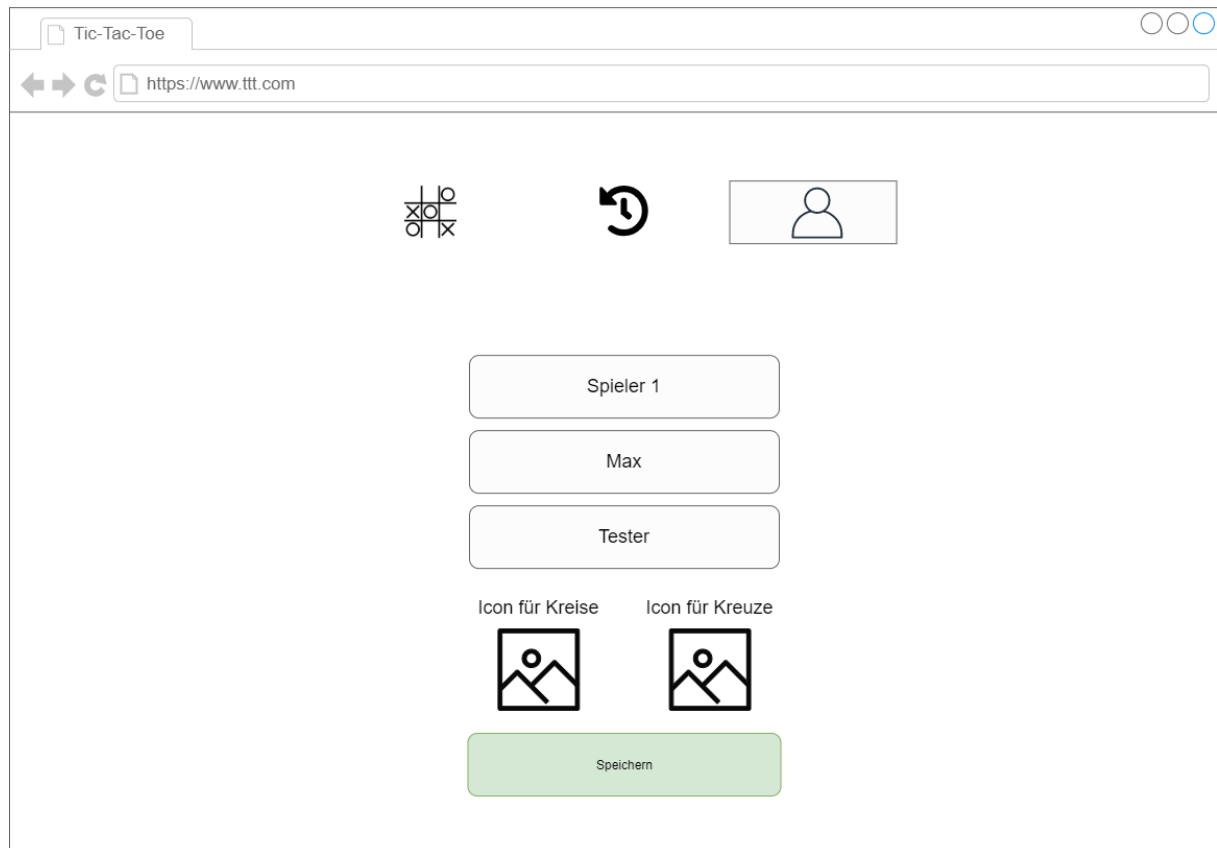 Tic-Tac-Toe
https://www.ttt.com
Spieler 1
Max
Tester
Icon für Kreise
Icon für Kreuze
Speichern